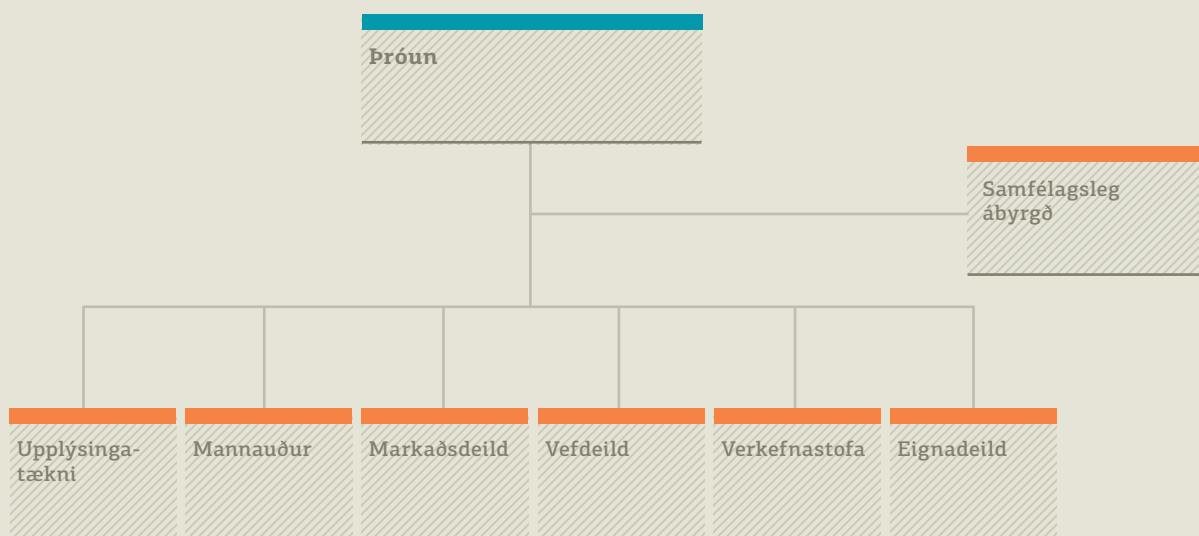 Þróun
Samfélagsleg
ábyrgð
Upplýsinga-
tækni
Mannauður
Markaðsdeild
Vefdeild
Verkefnastofa
Eignadeild